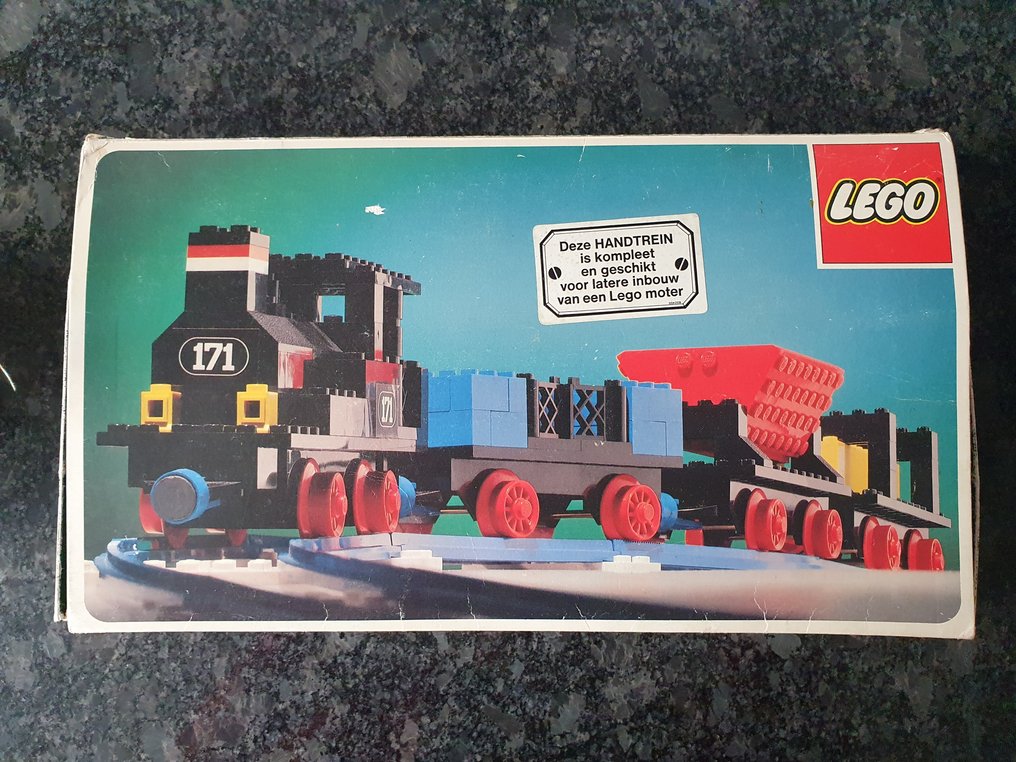 LEGO
Deze HANDTREIN
is kompleet
en geschikt
voor latere inbouw
van een Lego moter
171
171